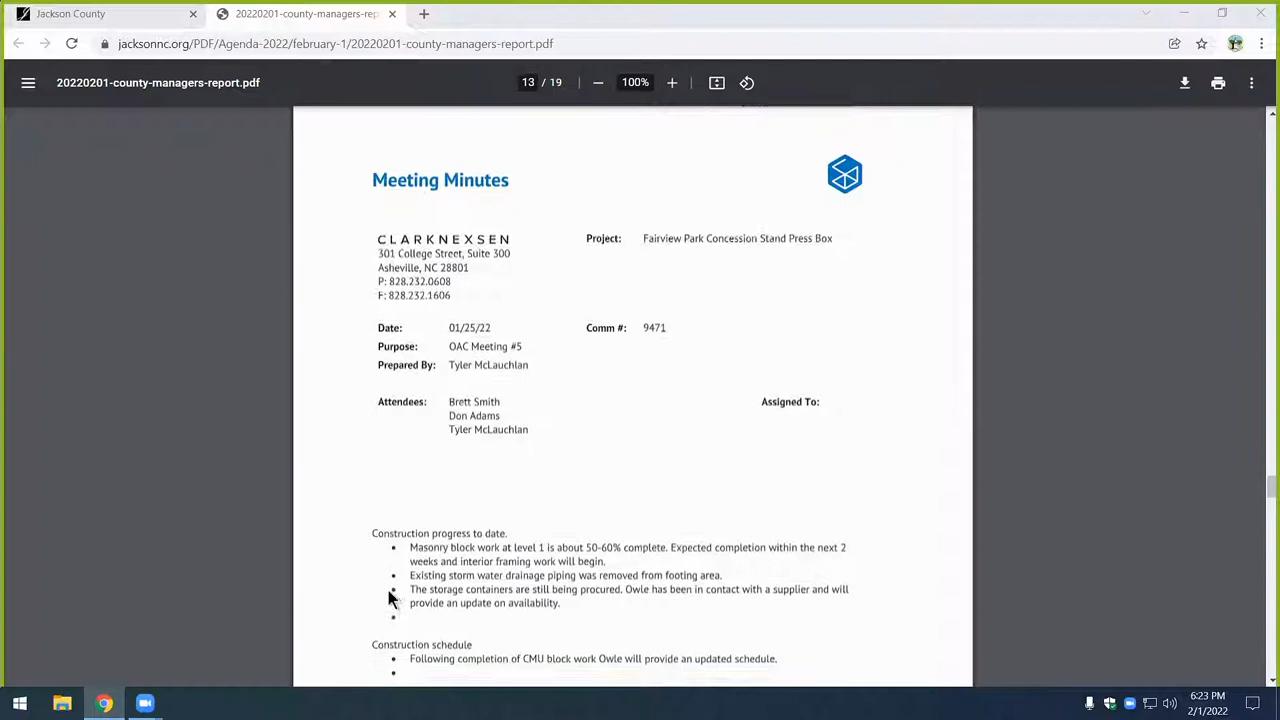 Jackson County
20220201-county-managers-rep
jacksonnc.org/PDF/Agenda-2022/february-1/20220201-county-managers-report.pdf
20220201-county-managers-report.pdf
13 / 19
100%
Meeting Minutes
CLARKNEXSEN
301 College Street, Suite 300
Asheville, NC 28801
P: 828.232.0608
F: 828.232.1606
Project: Fairview Park Concession Stand Press Box
Date: 01/25/22
Comm #: 9471
Purpose: OAC Meeting #5
Prepared By: Tyler McLauchlan
Attendees: Brett Smith
Don Adams
Tyler McLauchlan
Assigned To:
Construction progress to date.
• Masonry block work at level 1 is about 50-60% complete. Expected completion within the next 2
weeks and interior framing work will begin.
• Existing storm water drainage piping was removed from footing area.
• The storage containers are still being procured. Owle has been in contact with a supplier and will
provide an update on availability.
•
Construction schedule
• Following completion of CMU block work Owle will provide an updated schedule.
•
6:23 PM
2/1/2022